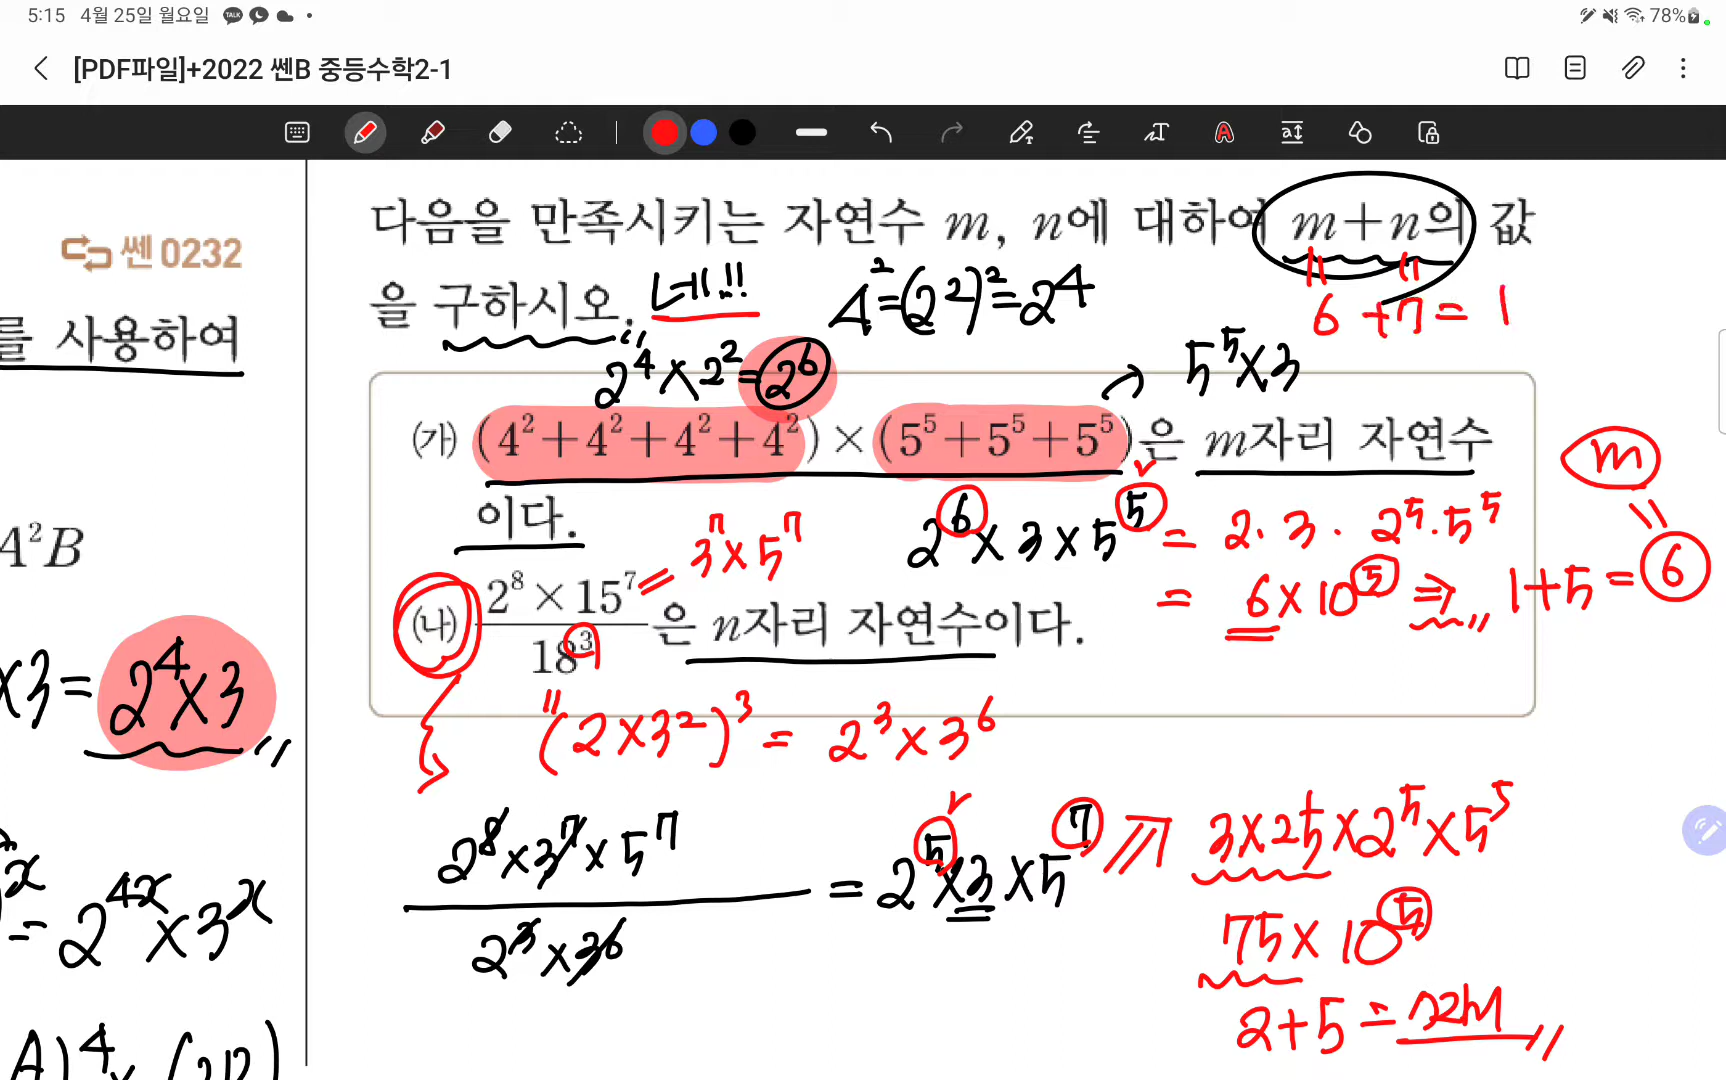 5:15 4월 25일 월요일 TALK 78%
[PDF파일]+2022 쎈B 중등수학2-1
쎈 0232
를 사용하여
A²B
×3 = 2⁴×3
= 2⁴ˣ×3ˣ
다음을 만족시키는 자연수 m, n에 대하여 m+n의 값
을 구하시오. 네!!!
4² = (2²)² = 2⁴
6 + 7 = 1
2⁴ × 2² = 2⁶
5⁵×3
(가) (4²+4²+4²+4²)×(5⁵+5⁵+5⁵)은 m자리 자연수
이다.
2⁶ × 3 × 5⁵ = 2·3·2⁵·5⁵
= 6×10⁵ ⇒ 1+5 = 6
m
=
3⁷×5⁷
(나) 2⁸×15⁷ / 18³ 은 n자리 자연수이다.
(2×3²)³ = 2³×3⁶
2⁸×3⁷×5⁷ / 2³×3⁶ = 2⁵×3×5⁷
3×25×2⁵×5⁵
75×10⁵
2+5 =